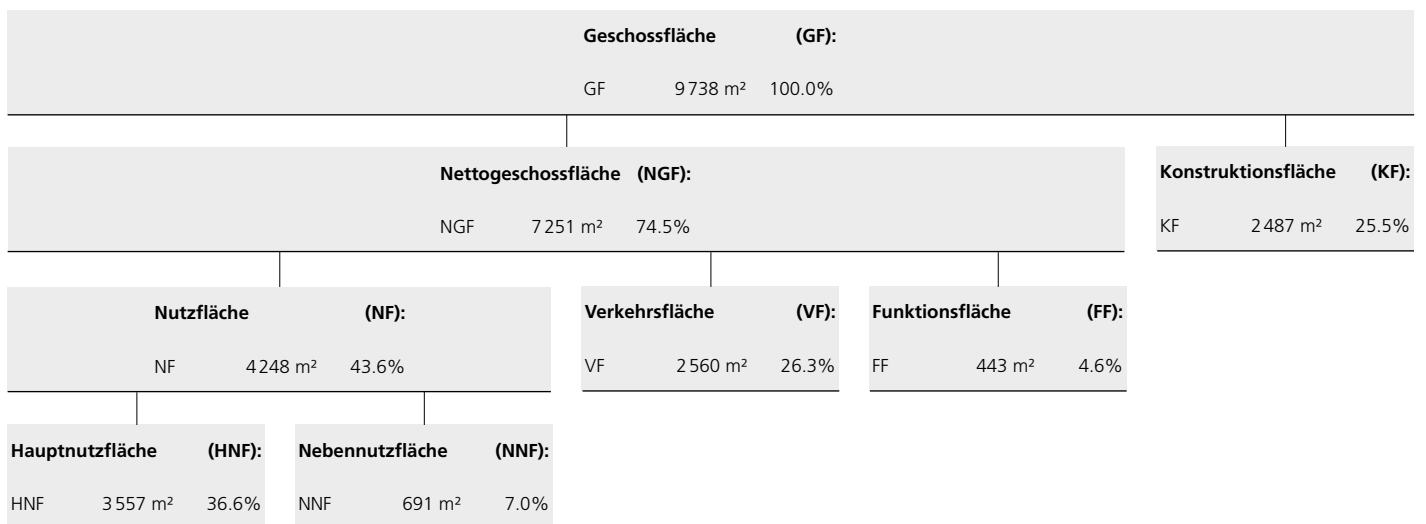 Geschossfläche (GF):
GF 9 738 m² 100.0%
Nettogeschossfläche (NGF):
NGF 7 251 m² 74.5%
Konstruktionsfläche (KF):
KF 2 487 m² 25.5%
Nutzfläche (NF):
NF 4 248 m² 43.6%
Verkehrsfläche (VF):
VF 2 560 m² 26.3%
Funktionsfläche (FF):
FF 443 m² 4.6%
Hauptnutzfläche (HNF):
HNF 3 557 m² 36.6%
Nebennutzfläche (NNF):
NNF 691 m² 7.0%